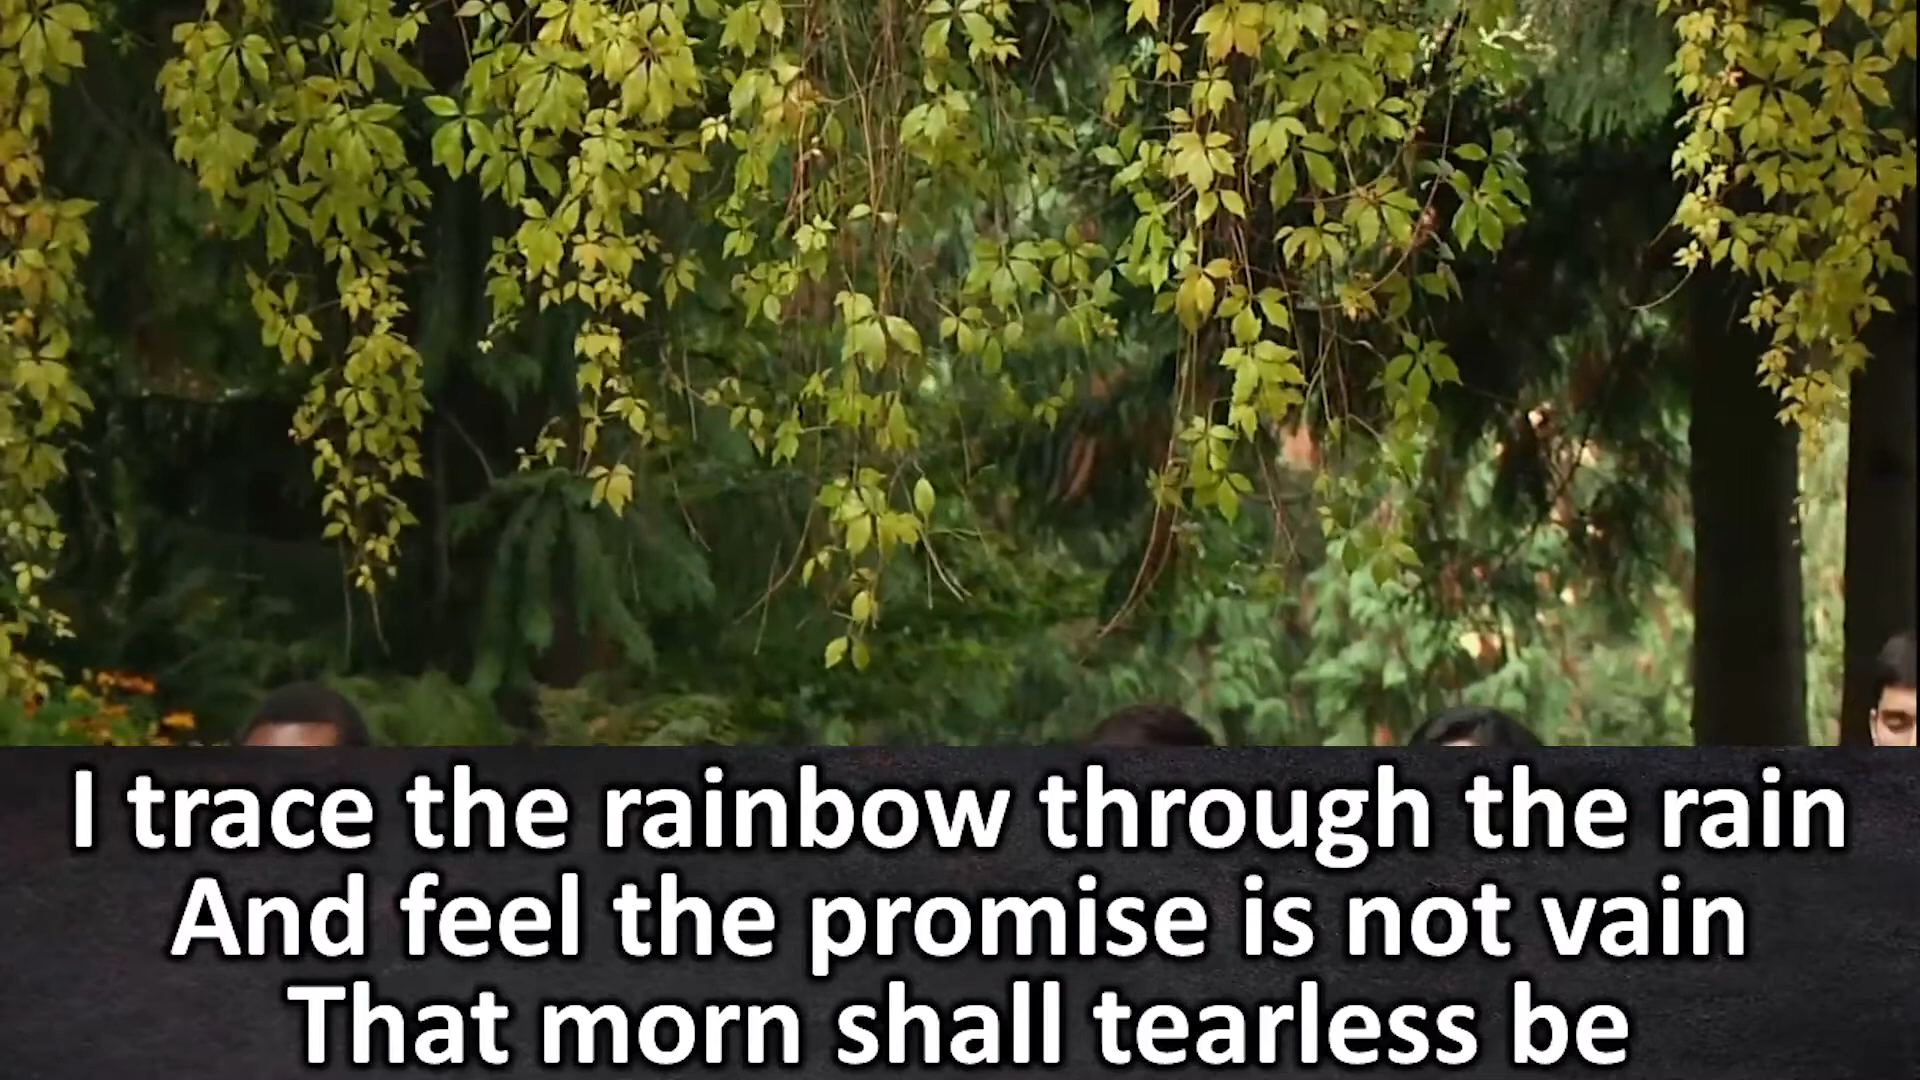 I trace the rainbow through the rain
And feel the promise is not vain
That morn shall tearless be